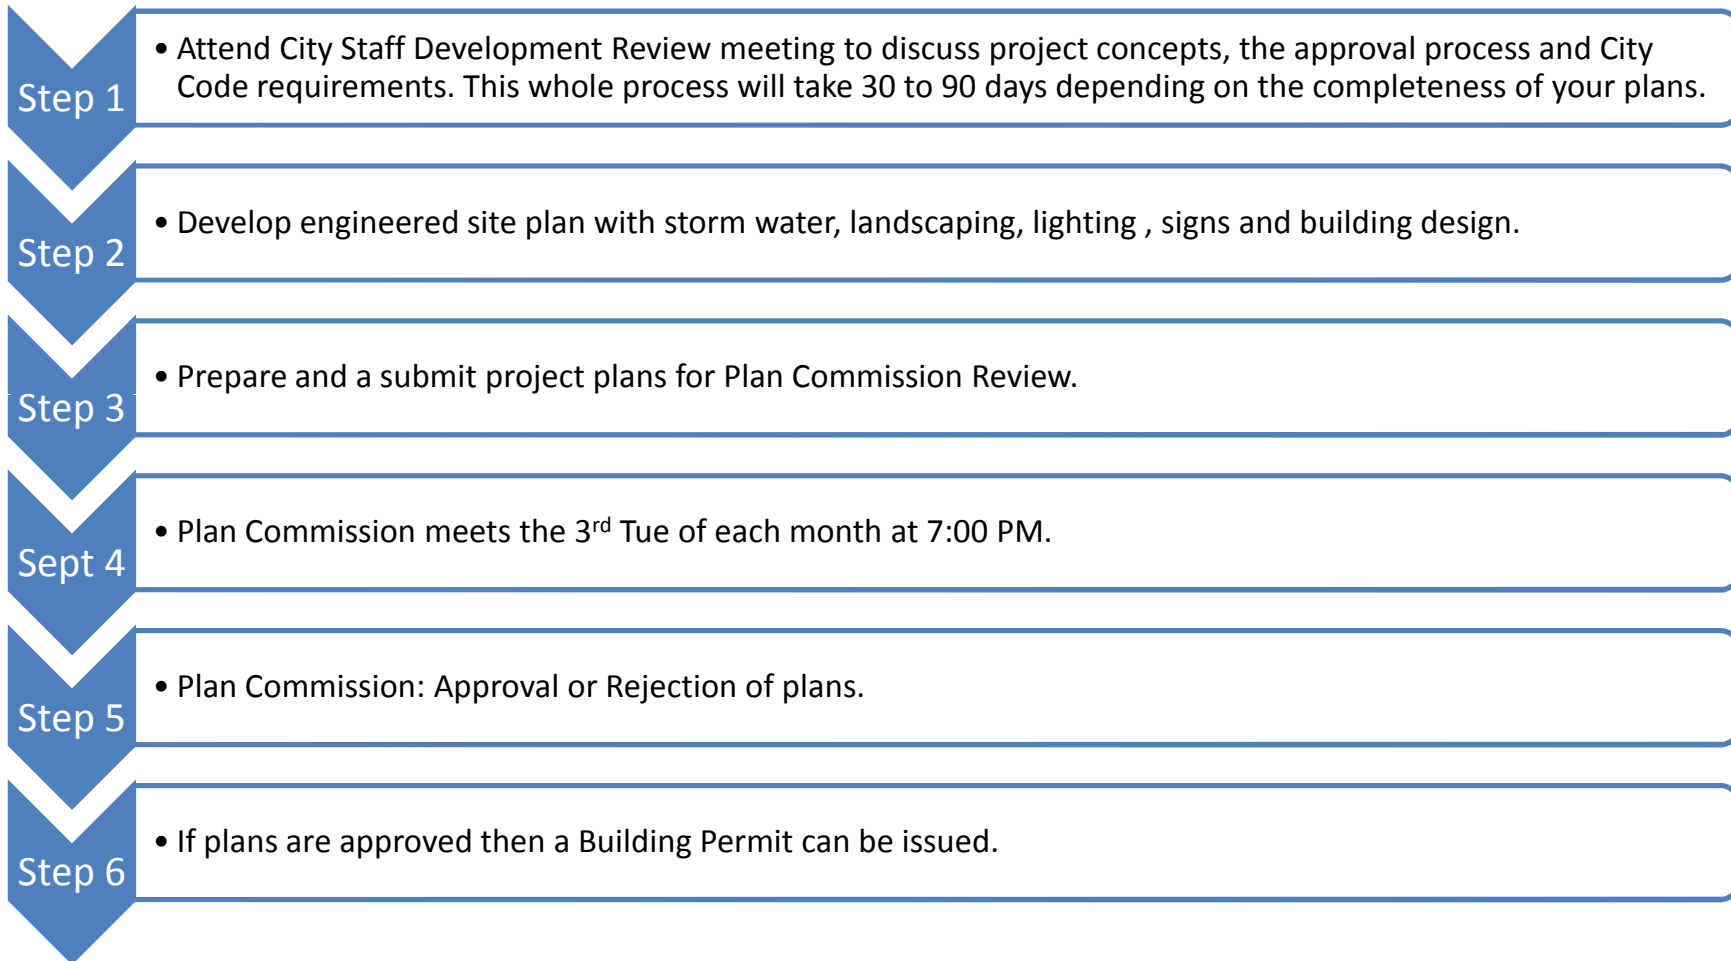 Step 1
• Attend City Staff Development Review meeting to discuss project concepts, the approval process and City
Code requirements. This whole process will take 30 to 90 days depending on the completeness of your plans.
Step 2
• Develop engineered site plan with storm water, landscaping, lighting , signs and building design.
Step 3
• Prepare and a submit project plans for Plan Commission Review.
Sept 4
• Plan Commission meets the 3rd Tue of each month at 7:00 PM.
Step 5
• Plan Commission: Approval or Rejection of plans.
Step 6
• If plans are approved then a Building Permit can be issued.